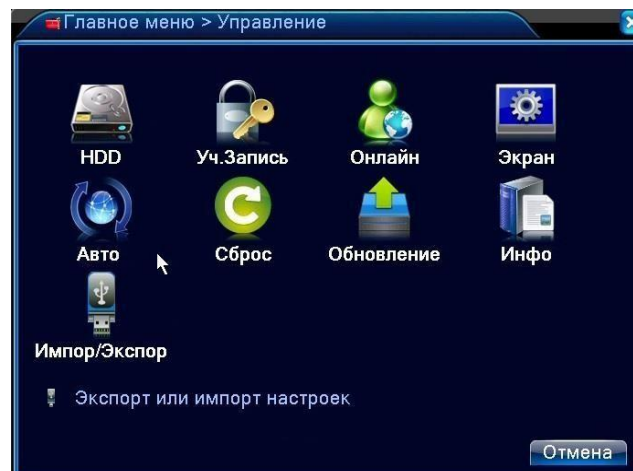 Главное меню > Управление
HDD Уч.Запись Онлайн Экран
Авто Сброс Обновление Инфо
Импор/Экспор
Экспорт или импорт настроек
Отмена